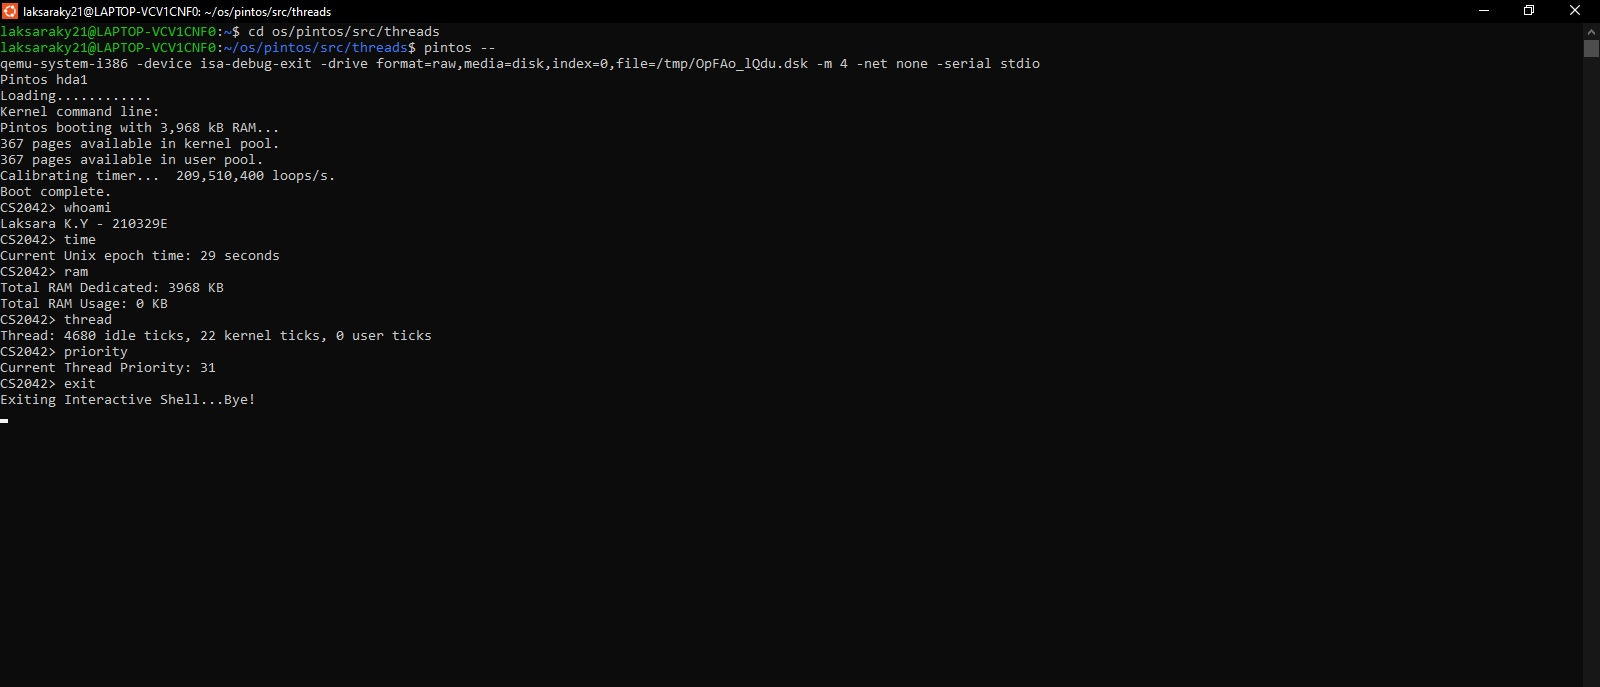 laksaraky21@LAPTOP-VCV1CNF0: ~/os/pintos/src/threads
laksaraky21@LAPTOP-VCV1CNF0:~$ cd os/pintos/src/threads
laksaraky21@LAPTOP-VCV1CNF0:~/os/pintos/src/threads$ pintos --
qemu-system-i386 -device isa-debug-exit -drive format=raw,media=disk,index=0,file=/tmp/OpFAo_lQdu.dsk -m 4 -net none -serial stdio
Pintos hda1
Loading............
Kernel command line:
Pintos booting with 3,968 kB RAM...
367 pages available in kernel pool.
367 pages available in user pool.
Calibrating timer...  209,510,400 loops/s.
Boot complete.
CS2042> whoami
Laksara K.Y - 210329E
CS2042> time
Current Unix epoch time: 29 seconds
CS2042> ram
Total RAM Dedicated: 3968 KB
Total RAM Usage: 0 KB
CS2042> thread
Thread: 4680 idle ticks, 22 kernel ticks, 0 user ticks
CS2042> priority
Current Thread Priority: 31
CS2042> exit
Exiting Interactive Shell...Bye!